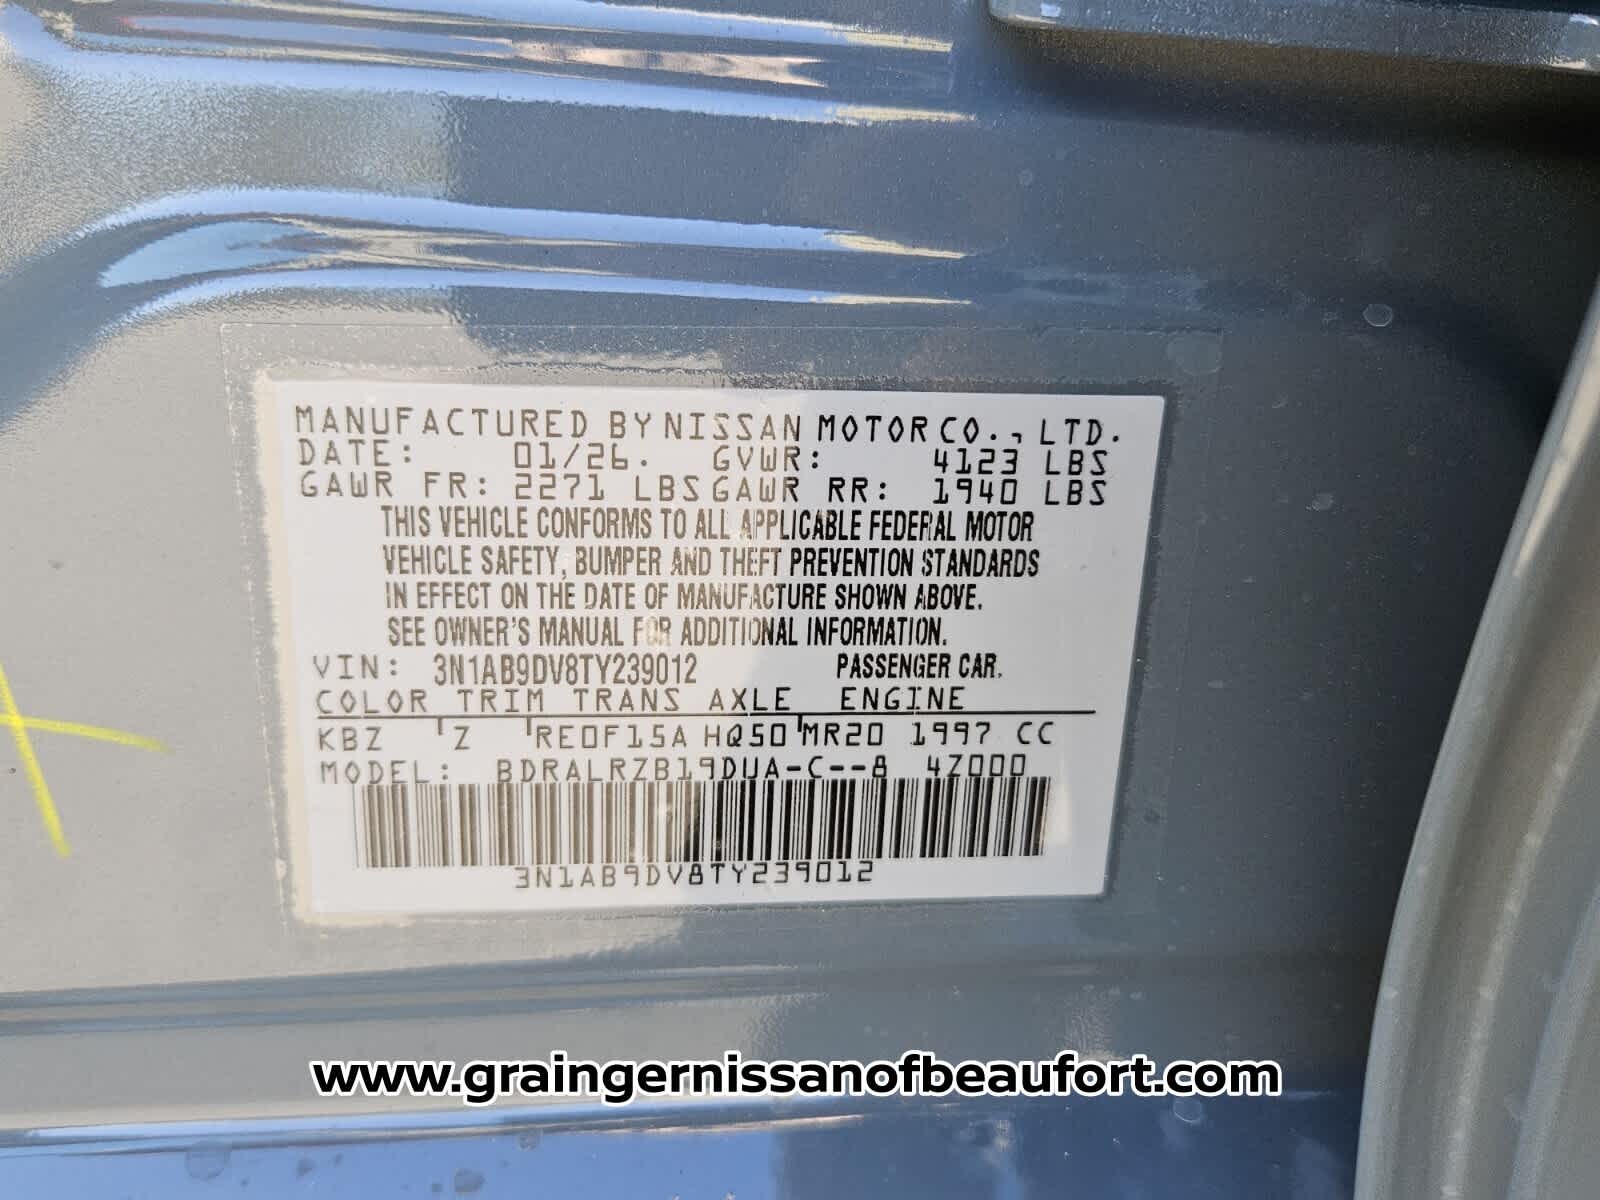 MANUFACTURED BY NISSAN MOTOR CO., LTD.
DATE: 01/26. GVWR: 4123 LBS
GAWR FR: 2271 LBS GAWR RR: 1940 LBS
THIS VEHICLE CONFORMS TO ALL APPLICABLE FEDERAL MOTOR
VEHICLE SAFETY, BUMPER AND THEFT PREVENTION STANDARDS
IN EFFECT ON THE DATE OF MANUFACTURE SHOWN ABOVE.
SEE OWNER'S MANUAL FOR ADDITIONAL INFORMATION.
VIN: 3N1AB9DV8TY239012 PASSENGER CAR.
COLOR TRIM TRANS AXLE ENGINE
KBZ Z RE0F15A HQ50 MR20 1997 CC
MODEL: BDRALRZB19DUA-C--8 4Z000
3N1AB9DV8TY239012
www.graingernissanofbeaufort.com